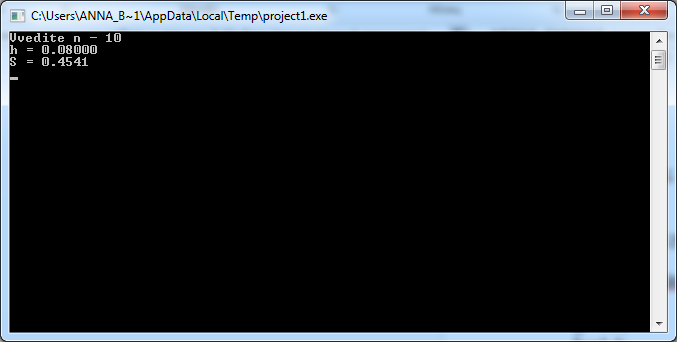 C:\Users\ANNA_B~1\AppData\Local\Temp\project1.exe
Vvedite n - 10
h = 0.08000
S = 0.4541